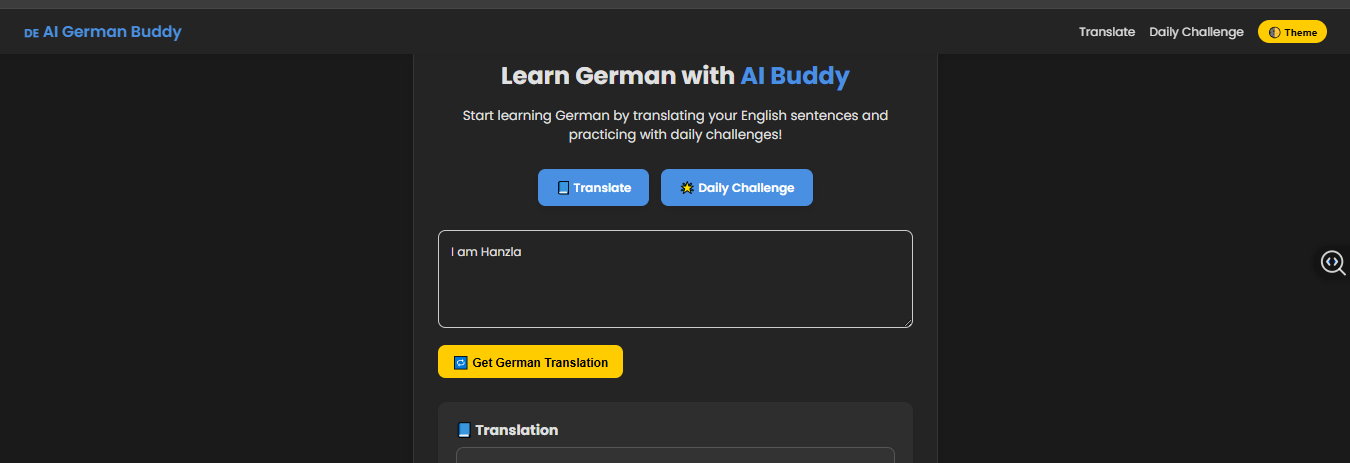 DE AI German Buddy
Translate
Daily Challenge
Theme
Learn German with AI Buddy
Start learning German by translating your English sentences and
practicing with daily challenges!
Translate
Daily Challenge
I am Hanzla
Get German Translation
Translation